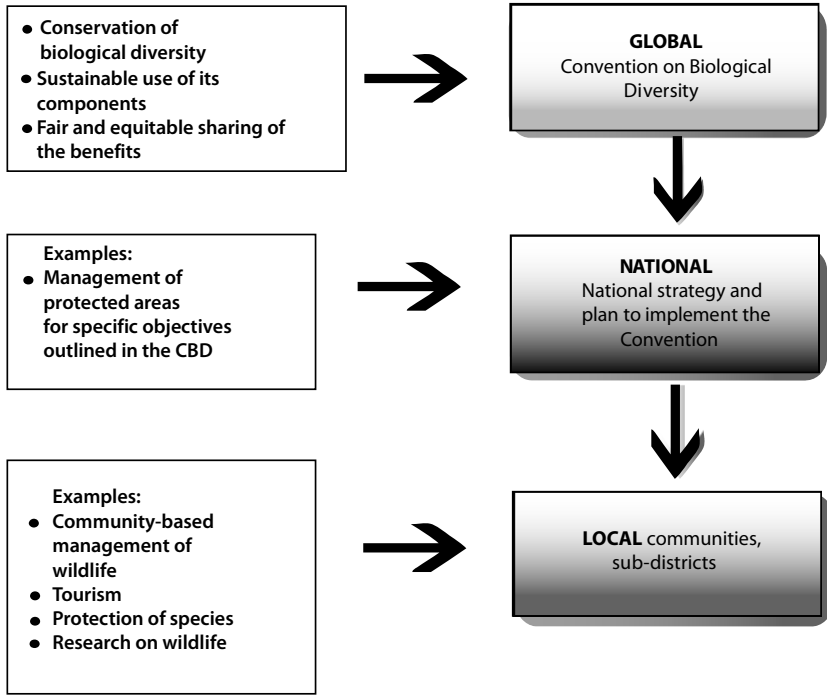 ● Conservation of
biological diversity
● Sustainable use of its
components
● Fair and equitable sharing of
the benefits
GLOBAL
Convention on Biological
Diversity
Examples:
● Management of
protected areas
for specific objectives
outlined in the CBD
NATIONAL
National strategy and
plan to implement the
Convention
Examples:
● Community-based
management of
wildlife
● Tourism
● Protection of species
● Research on wildlife
LOCAL communities,
sub-districts